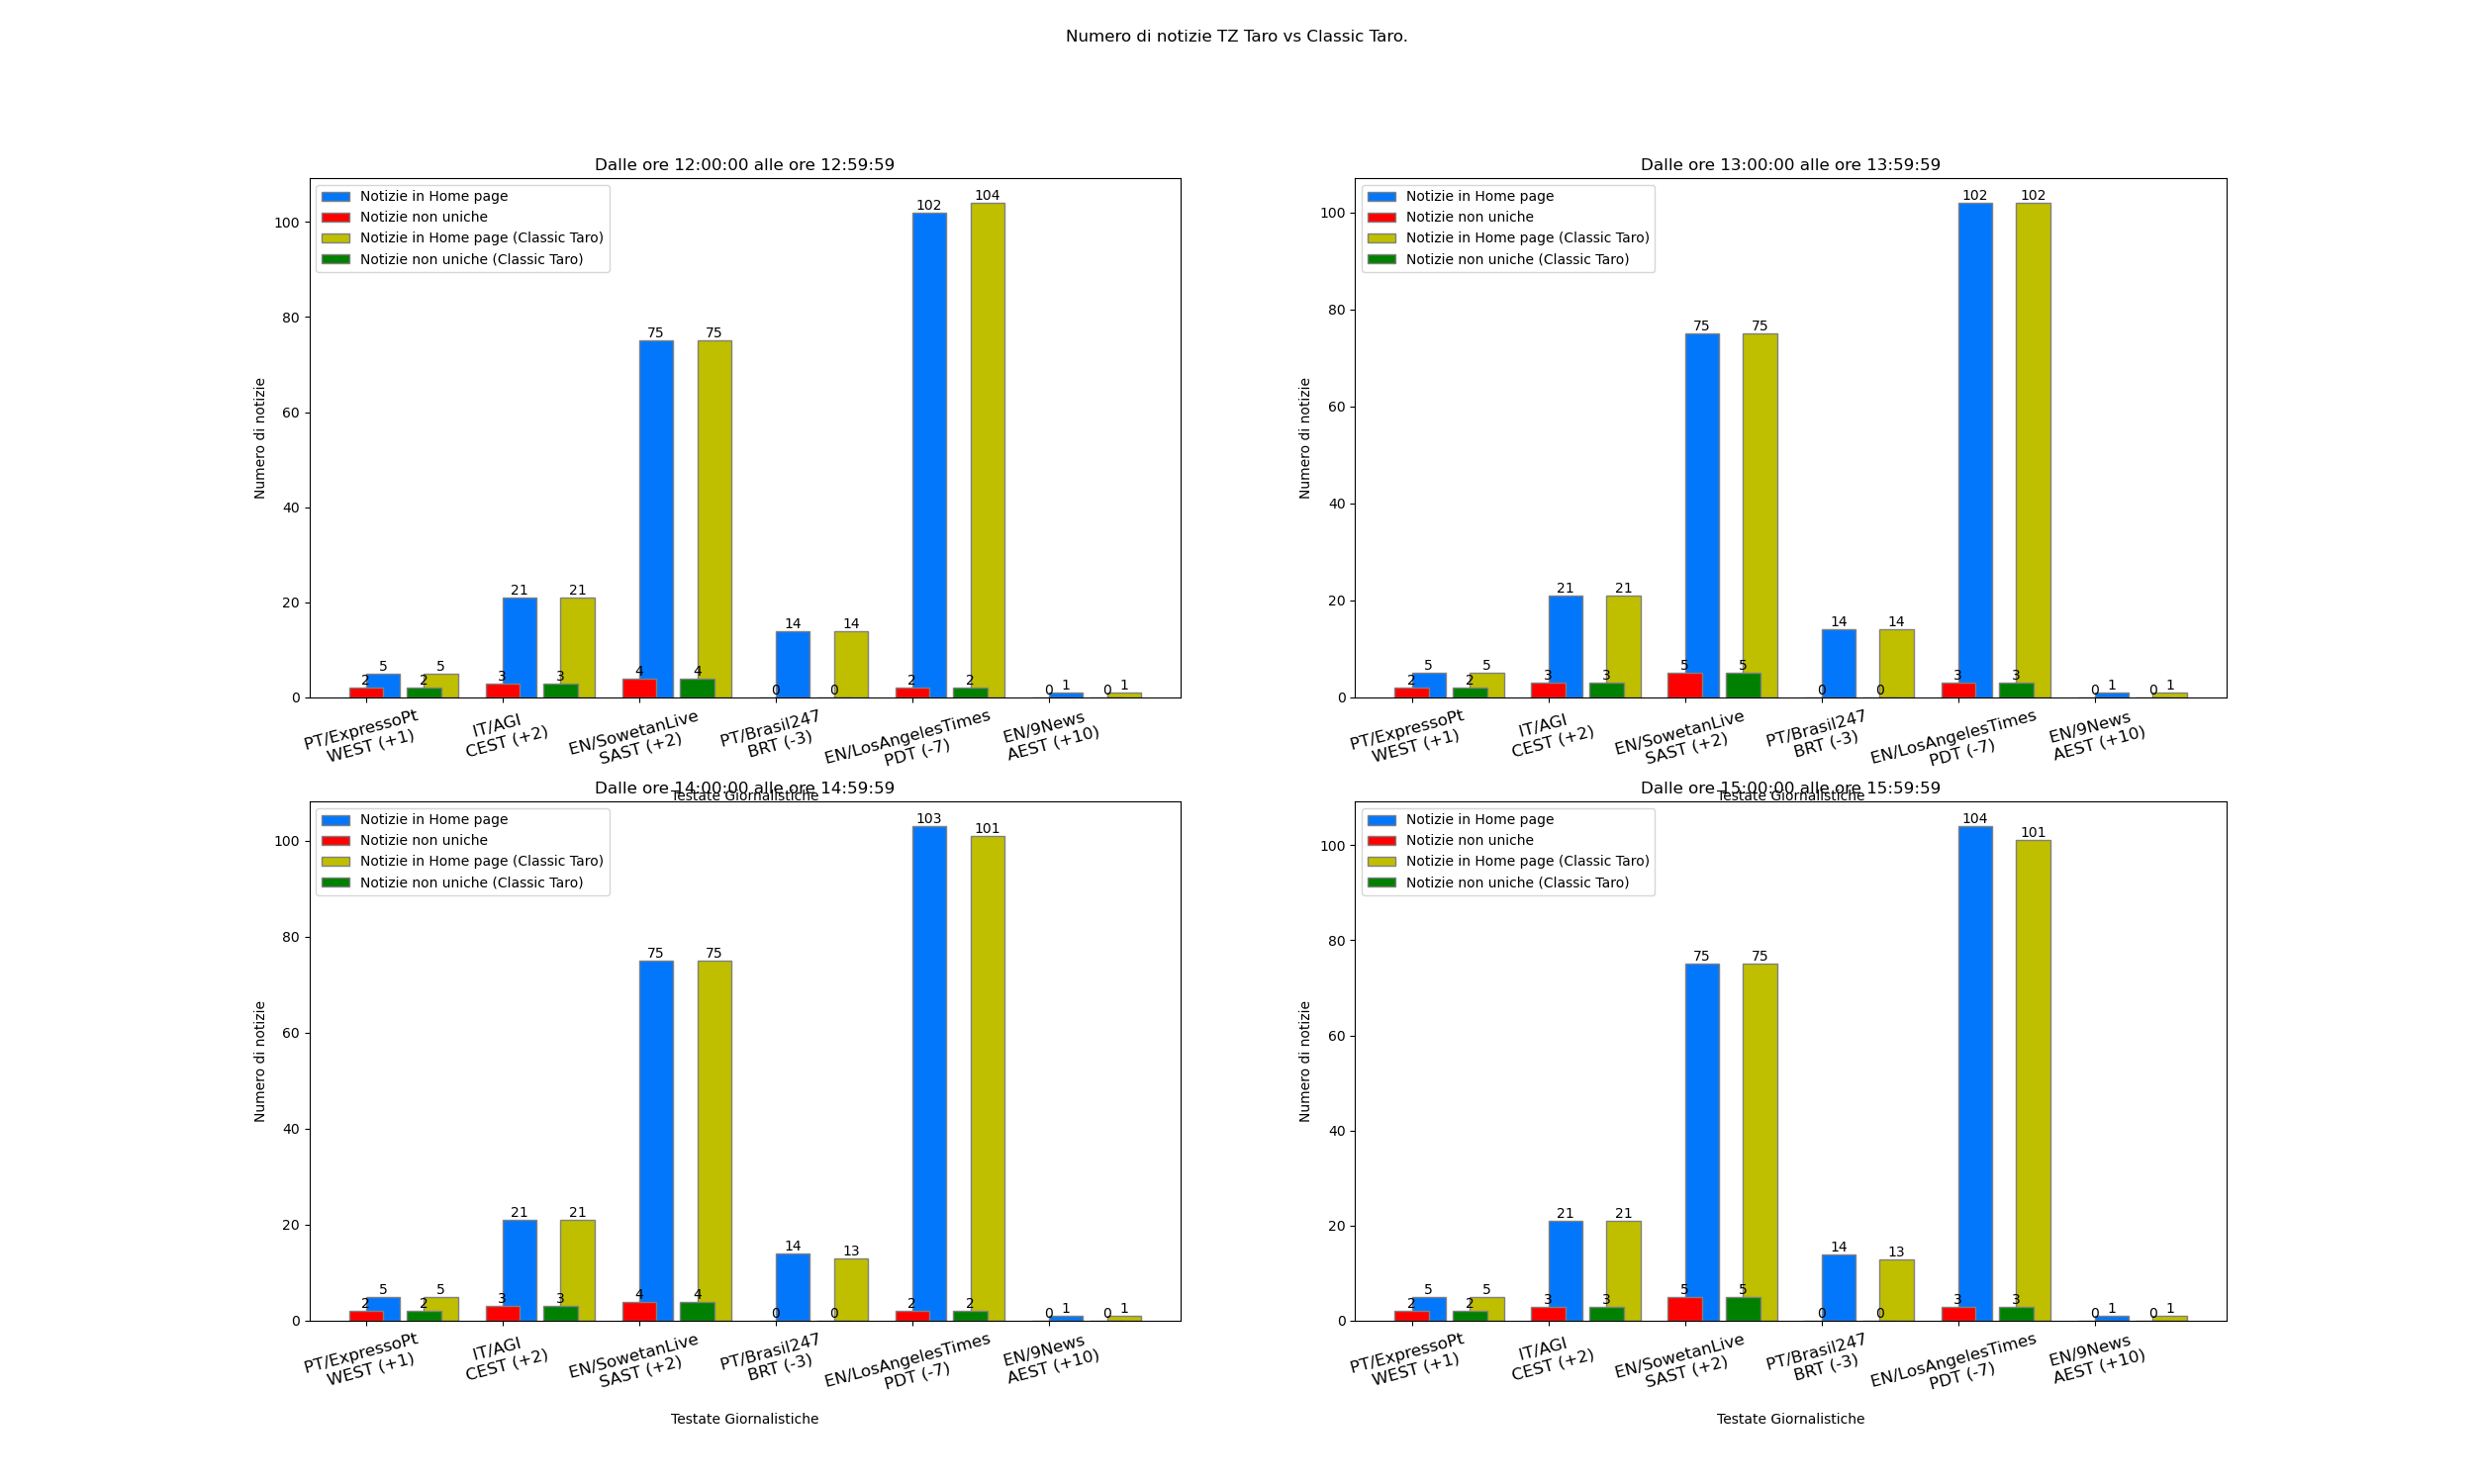 Numero di notizie TZ Taro vs Classic Taro.
Dalle ore 12:00:00 alle ore 12:59:59
Notizie in Home page
Notizie non uniche
Notizie in Home page (Classic Taro)
Notizie non uniche (Classic Taro)
Numero di notizie
100
80
60
40
20
0
2 5 2 5
3 21 3 21
4 75 4 75
0 14 0 14
2 102 2 104
0 1 0 1
PT/ExpressoPt
WEST (+1)
IT/AGI
CEST (+2)
EN/SowetanLive
SAST (+2)
PT/Brasil247
BRT (-3)
EN/LosAngelesTimes
PDT (-7)
EN/9News
AEST (+10)
Testate Giornalistiche
Dalle ore 13:00:00 alle ore 13:59:59
Notizie in Home page
Notizie non uniche
Notizie in Home page (Classic Taro)
Notizie non uniche (Classic Taro)
Numero di notizie
100
80
60
40
20
0
2 5 2 5
3 21 3 21
5 75 5 75
0 14 0 14
3 102 3 102
0 1 0 1
PT/ExpressoPt
WEST (+1)
IT/AGI
CEST (+2)
EN/SowetanLive
SAST (+2)
PT/Brasil247
BRT (-3)
EN/LosAngelesTimes
PDT (-7)
EN/9News
AEST (+10)
Testate Giornalistiche
Dalle ore 14:00:00 alle ore 14:59:59
Notizie in Home page
Notizie non uniche
Notizie in Home page (Classic Taro)
Notizie non uniche (Classic Taro)
Numero di notizie
100
80
60
40
20
0
2 5 2 5
3 21 3 21
4 75 4 75
0 14 0 13
2 103 2 101
0 1 0 1
PT/ExpressoPt
WEST (+1)
IT/AGI
CEST (+2)
EN/SowetanLive
SAST (+2)
PT/Brasil247
BRT (-3)
EN/LosAngelesTimes
PDT (-7)
EN/9News
AEST (+10)
Testate Giornalistiche
Dalle ore 15:00:00 alle ore 15:59:59
Notizie in Home page
Notizie non uniche
Notizie in Home page (Classic Taro)
Notizie non uniche (Classic Taro)
Numero di notizie
100
80
60
40
20
0
2 5 2 5
3 21 3 21
5 75 5 75
0 14 0 13
3 104 3 101
0 1 0 1
PT/ExpressoPt
WEST (+1)
IT/AGI
CEST (+2)
EN/SowetanLive
SAST (+2)
PT/Brasil247
BRT (-3)
EN/LosAngelesTimes
PDT (-7)
EN/9News
AEST (+10)
Testate Giornalistiche